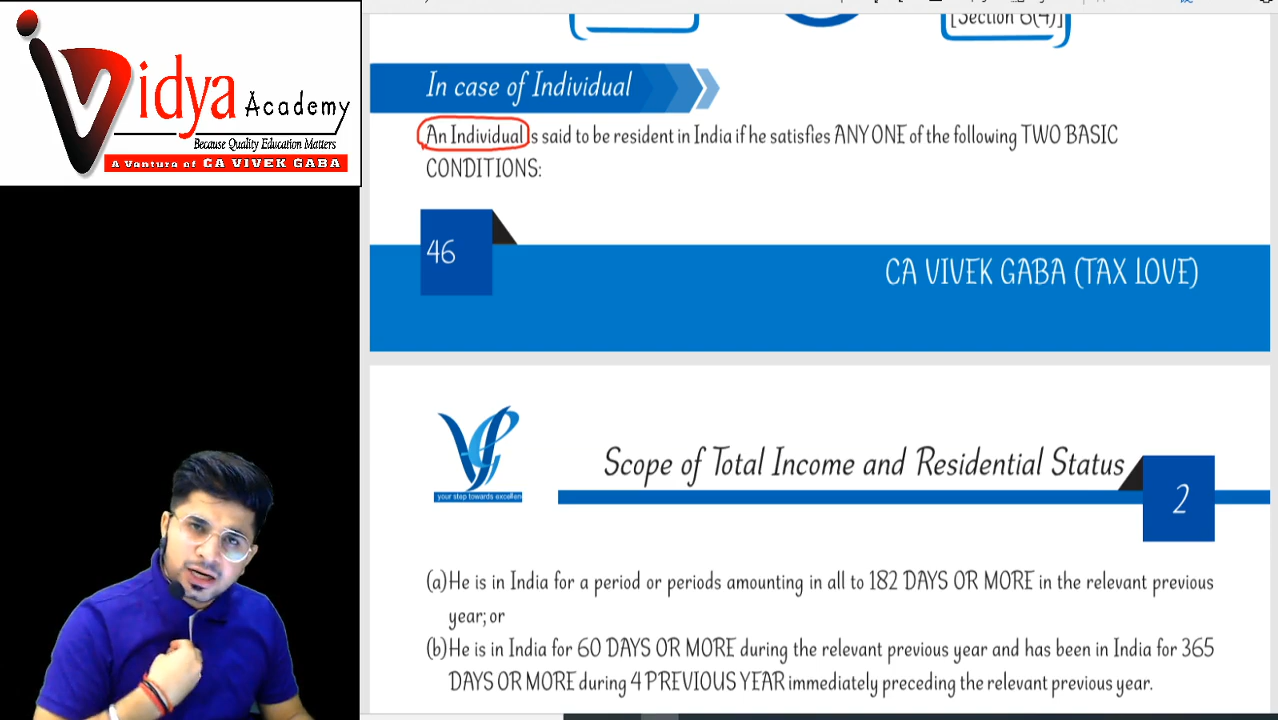 Vidya Academy
Because Quality Education Matters
A Ventura of CA VIVEK GABA
[Section 6(4)]
In case of Individual
An Individual is said to be resident in India if he satisfies ANY ONE of the following TWO BASIC
CONDITIONS:
46
CA VIVEK GABA (TAX LOVE)
your step towards excellen
Scope of Total Income and Residential Status
2
(a)He is in India for a period or periods amounting in all to 182 DAYS OR MORE in the relevant previous
year; or
(b)He is in India for 60 DAYS OR MORE during the relevant previous year and has been in India for 365
DAYS OR MORE during 4 PREVIOUS YEAR immediately preceding the relevant previous year.